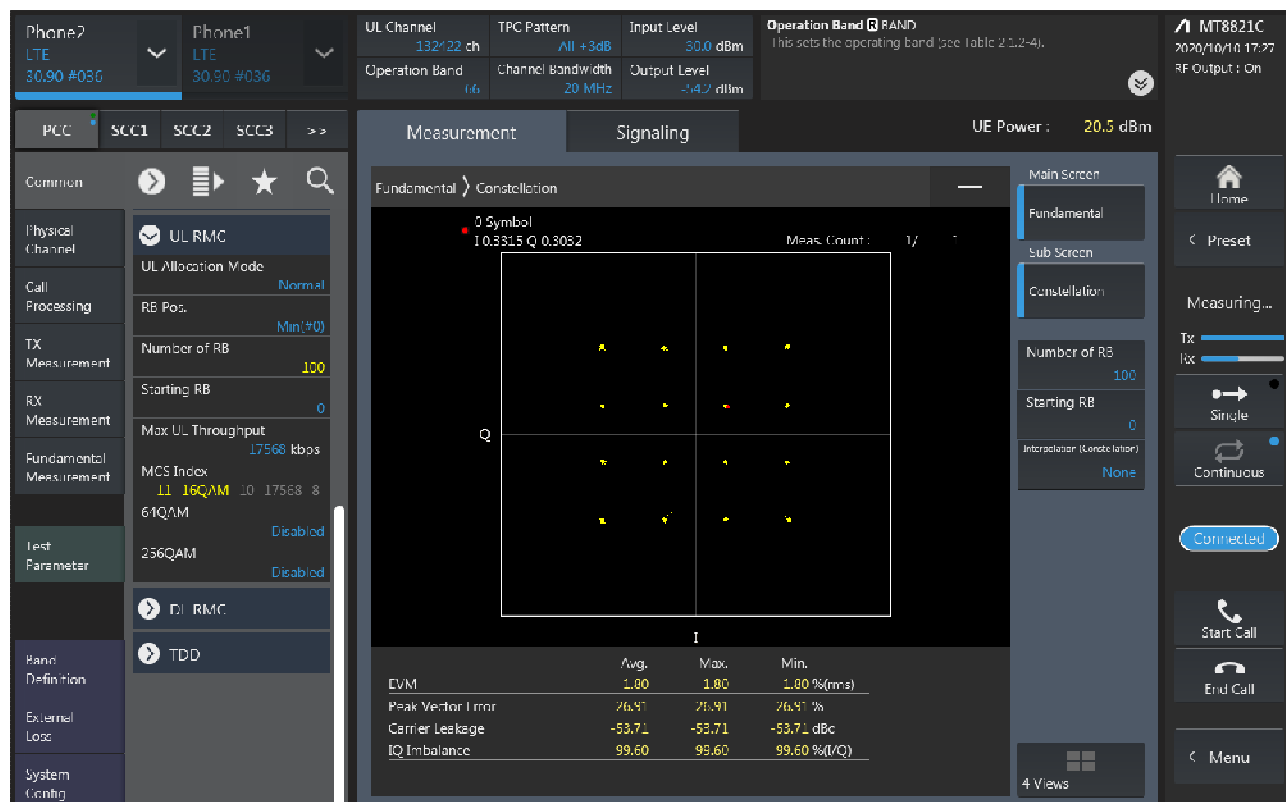 Phone2
LTE
30.90 #036
Phone1
LTE
30.90 #036
UL Channel
132422 ch
Operation Band
66
TPC Pattern
All +3dB
Channel Bandwidth
20 MHz
Input Level
30.0 dBm
Output Level
-54.2 dBm
Operation Band R BAND
This sets the operating band (see Table 2.1.2-4).
MT8821C
2020/10/10 17:27
RF Output : On
PCC SCC1 SCC2 SCC3 >>
Measurement Signaling
UE Power : 20.5 dBm
Common
Physical
Channel
Call
Processing
TX
Measurement
RX
Measurement
Fundamental
Measurement
Test
Parameter
Band
Definition
External
Loss
System
Config
UL RMC
UL Allocation Mode
Normal
RB Pos.
Min(#0)
Number of RB
100
Starting RB
0
Max UL Throughput
17568 kbps
MCS Index
11 16QAM 10 17568 8
64QAM
Disabled
256QAM
Disabled
DL RMC
TDD
Fundamental 〉 Constellation
0 Symbol
I 0.3315 Q 0.3032
Meas. Count : 1/ 1
Q
I
Avg. Max. Min.
EVM 1.80 1.80 1.80 %(rms)
Peak Vector Error 26.91 26.91 26.91 %
Carrier Leakage -53.71 -53.71 -53.71 dBc
IQ Imbalance 99.60 99.60 99.60 %(I/Q)
Main Screen
Fundamental
Sub Screen
Constellation
Number of RB
100
Starting RB
0
Interpolation (Constellation)
None
4 Views
Home
< Preset
Measuring...
Tx
Rx
Single
Continuous
Connected
Start Call
End Call
< Menu